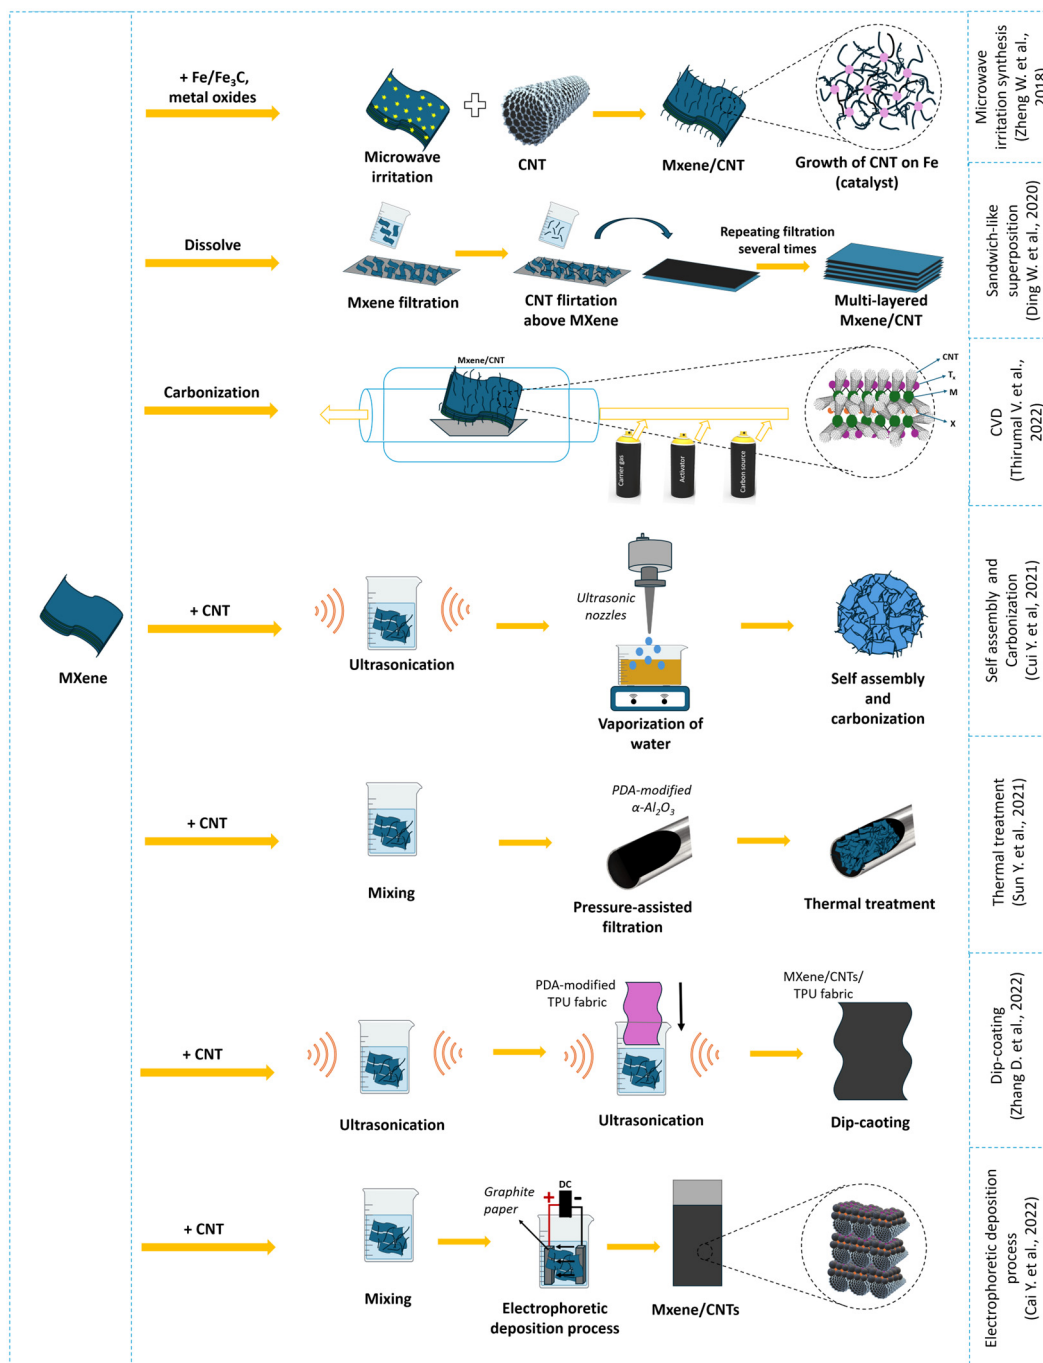 + Fe/Fe₃C,
metal oxides
Microwave
irritation
CNT
Mxene/CNT
Growth of CNT on Fe
(catalyst)
Microwave
irritation synthesis
(Zheng W. et al.,
2018)
Dissolve
Mxene filtration
CNT flirtation
above MXene
Repeating filtration
several times
Multi-layered
Mxene/CNT
Sandwich-like
superposition
(Ding W. et al., 2020)
Carbonization
Mxene/CNT
Carrier gas
Activator
Carbon source
CNT
Tₓ
M
X
CVD
(Thirumal V. et al.,
2022)
MXene
+ CNT
Ultrasonication
Ultrasonic
nozzles
Vaporization of
water
Self assembly
and
carbonization
Self assembly and
Carbonization
(Cui Y. et al, 2021)
+ CNT
Mixing
PDA-modified
α-Al₂O₃
Pressure-assisted
filtration
Thermal treatment
Thermal treatment
(Sun Y. et al., 2021)
+ CNT
Ultrasonication
PDA-modified
TPU fabric
Ultrasonication
MXene/CNTs/
TPU fabric
Dip-caoting
Dip-coating
(Zhang D. et al., 2022)
+ CNT
Mixing
Graphite
paper
DC
+ -
Electrophoretic
deposition process
Mxene/CNTs
Electrophoretic deposition
process
(Cai Y. et al., 2022)